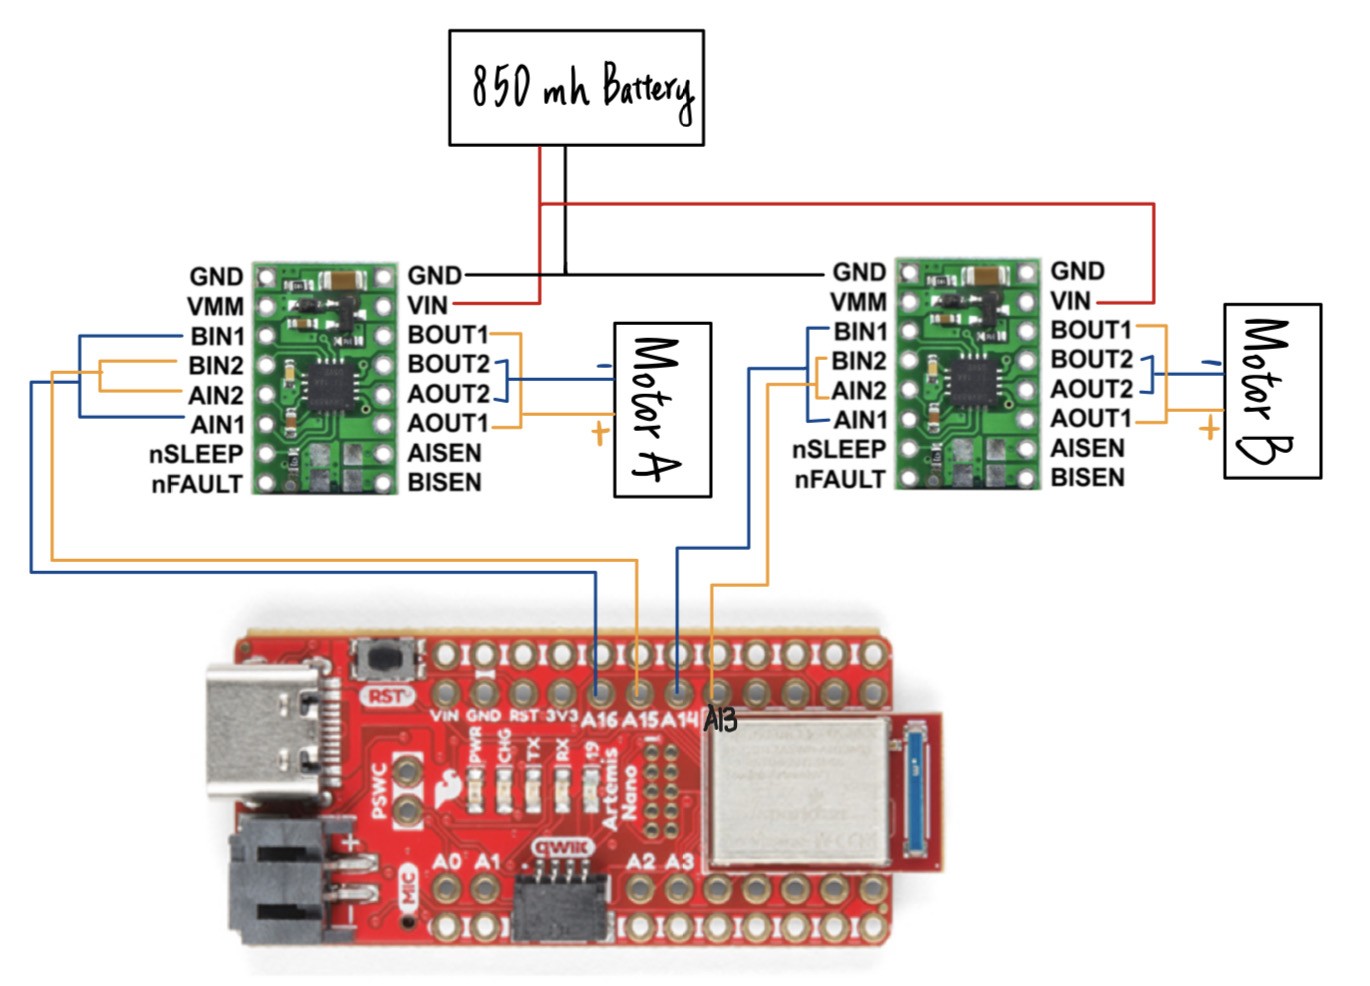 850 mh Battery
GND
VMM
BIN1
BIN2
AIN2
AIN1
nSLEEP
nFAULT
GND
VIN
BOUT1
BOUT2
AOUT2
AOUT1
AISEN
BISEN
-
+
Motor A
GND
VMM
BIN1
BIN2
AIN2
AIN1
nSLEEP
nFAULT
GND
VIN
BOUT1
BOUT2
AOUT2
AOUT1
AISEN
BISEN
-
+
Motor B
RST
VIN GND RST 3V3 A16 A15 A14 A13
PWR
CHG
TX
RX
19
Artemis
Nano
PSWC
+
-
MIC
qwiic
A0 A1 A2 A3